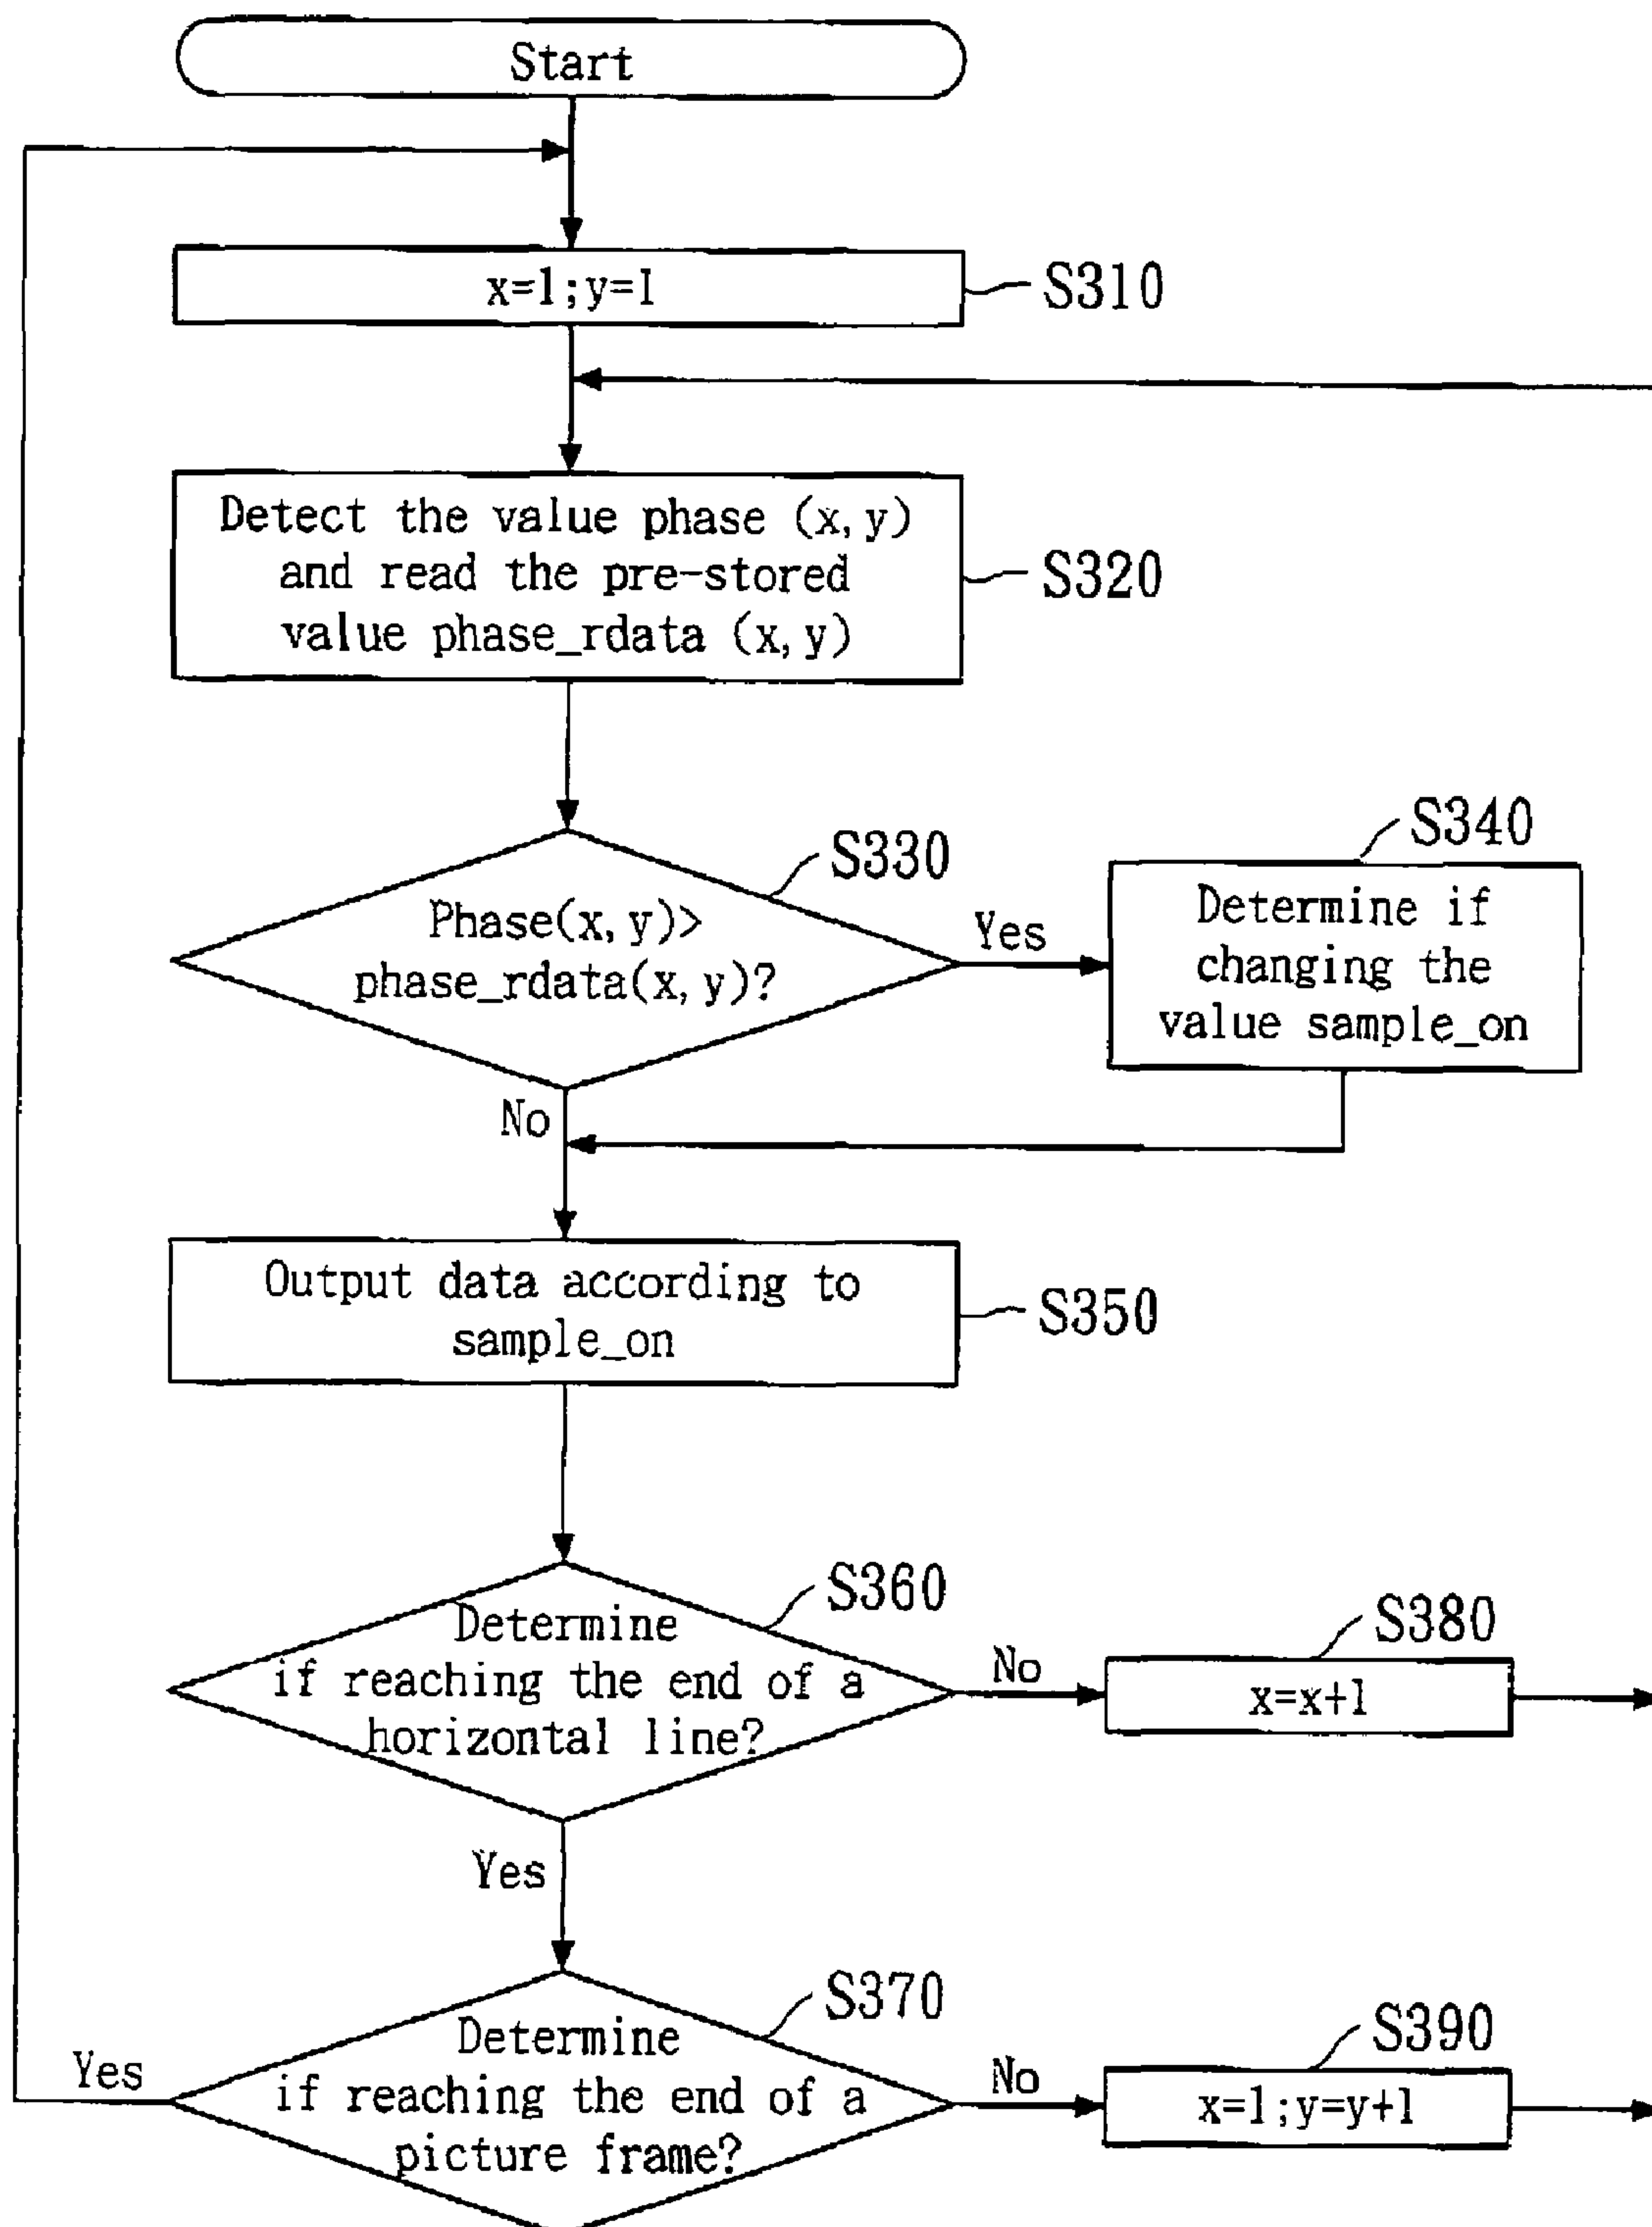 Start
x=1;y=1
S310
Detect the value phase (x,y)
and read the pre-stored
value phase_rdata (x,y)
S320
S330
Phase(x,y)>
phase_rdata(x,y)?
Yes
No
S340
Determine if
changing the
value sample_on
Output data according to
sample_on
S350
S360
Determine
if reaching the end of a
horizontal line?
No
Yes
S380
x=x+1
S370
Determine
if reaching the end of a
picture frame?
Yes
No
S390
x=1;y=y+1